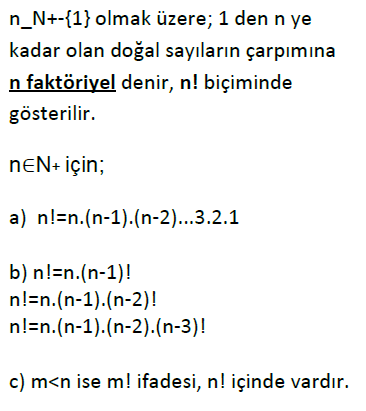 n_N+-{1} olmak üzere; 1 den n ye
kadar olan doğal sayıların çarpımına
n faktöriyel denir, n! biçiminde
gösterilir.
n∈N+ için;
a) n!=n.(n-1).(n-2)...3.2.1
b) n!=n.(n-1)!
n!=n.(n-1).(n-2)!
n!=n.(n-1).(n-2).(n-3)!
c) m<n ise m! ifadesi, n! içinde vardır.